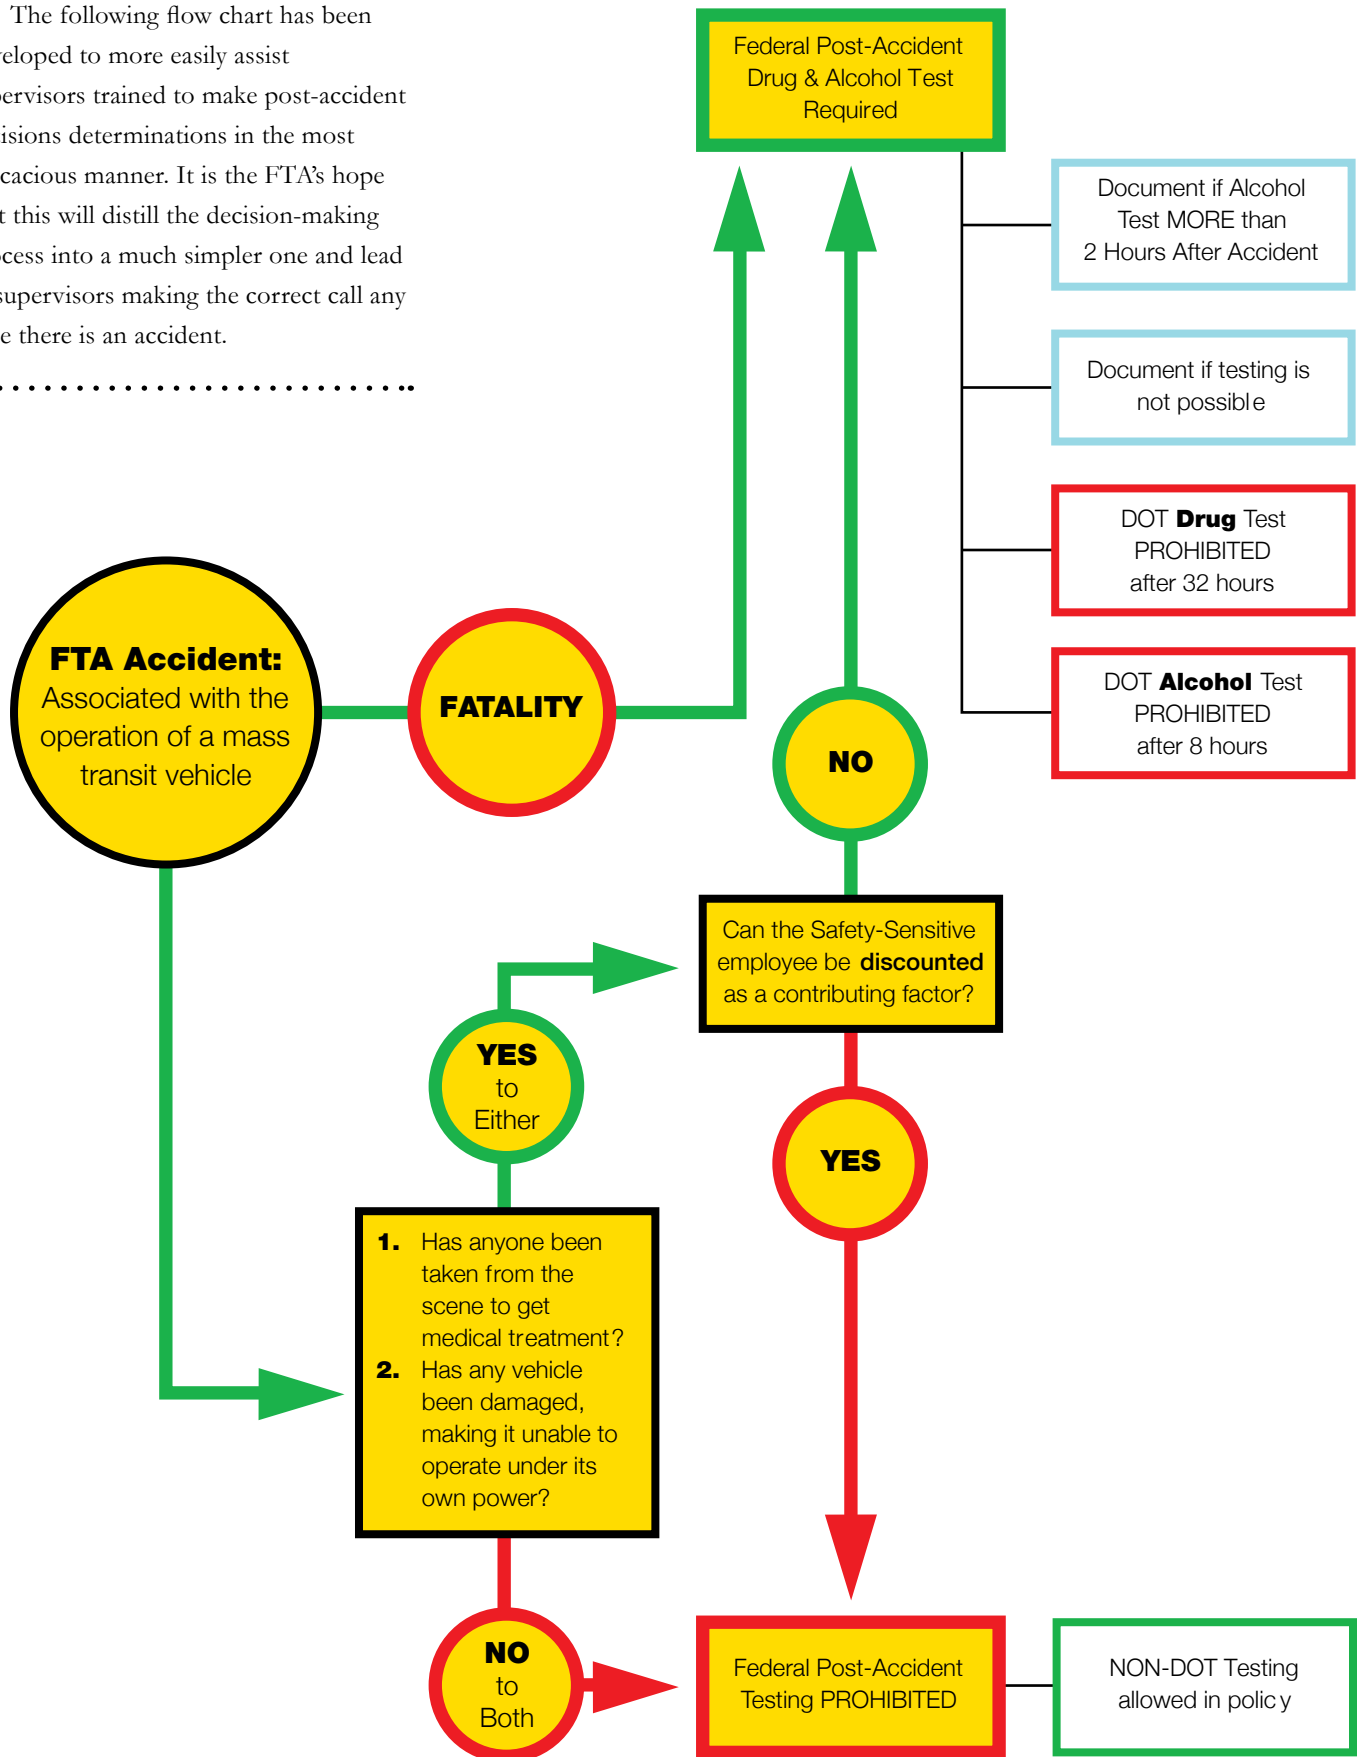 The following flow chart has been
to more easily assist
trained to make post-accident
determinations in the most
manner. It is the FTA's hope
this will distill the decision-making
into a much simpler one and lead
supervisors making the correct call any
there is an accident.
Federal Post-Accident
Drug & Alcohol Test
Required
Document if Alcohol
Test MORE than
2 Hours After Accident
Document if testing is
not possible
DOT Drug Test
PROHIBITED
after 32 hours
DOT Alcohol Test
PROHIBITED
after 8 hours
FTA Accident:
Associated with the
operation of a mass
transit vehicle
FATALITY
NO
Can the Safety-Sensitive
employee be discounted
as a contributing factor?
YES
to
Either
YES
1. Has anyone been
taken from the
scene to get
medical treatment?
2. Has any vehicle
been damaged,
making it unable to
operate under its
own power?
NO
to
Both
Federal Post-Accident
Testing PROHIBITED
NON-DOT Testing
allowed in policy